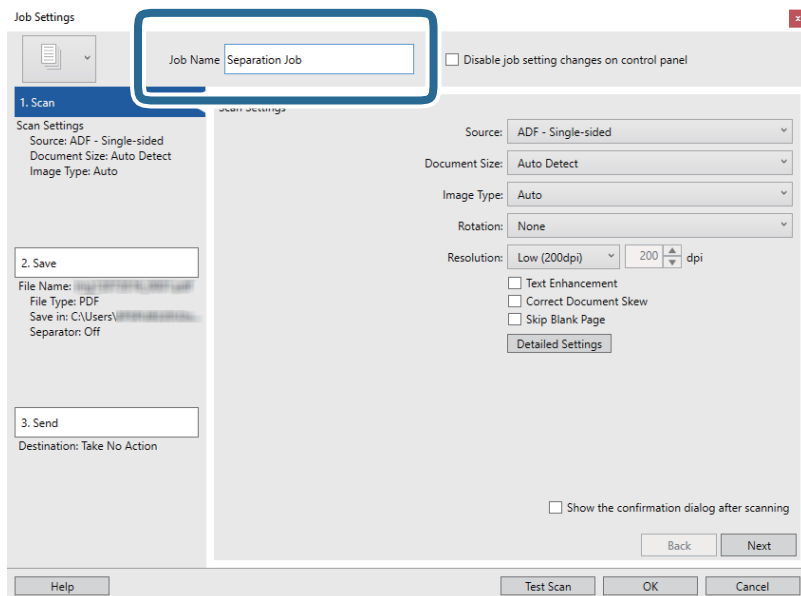 Job Settings
x
Job Name Separation Job
Disable job setting changes on control panel
1. Scan
Scan Settings
Source: ADF - Single-sided
Document Size: Auto Detect
Image Type: Auto
2. Save
File Name:
File Type: PDF
Save in: C:\Users\
Separator: Off
3. Send
Destination: Take No Action
Scan Settings
Source: ADF - Single-sided
Document Size: Auto Detect
Image Type: Auto
Rotation: None
Resolution: Low (200dpi) 200 dpi
Text Enhancement
Correct Document Skew
Skip Blank Page
Detailed Settings
Show the confirmation dialog after scanning
Back Next
Help Test Scan OK Cancel